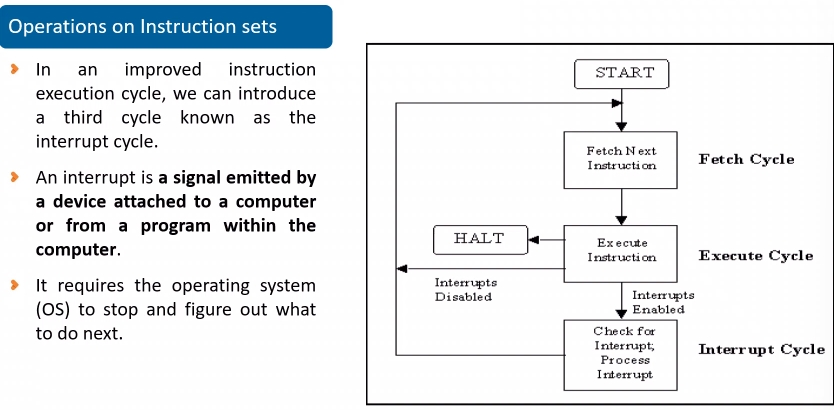 Operations on Instruction sets
In an improved instruction
execution cycle, we can introduce
a third cycle known as the
interrupt cycle.
An interrupt is a signal emitted by
a device attached to a computer
or from a program within the
computer.
It requires the operating system
(OS) to stop and figure out what
to do next.
START
Fetch Next
Instruction
Fetch Cycle
HALT
Execute
Instruction
Execute Cycle
Interrupts
Disabled
Interrupts
Enabled
Check for
Interrupt;
Process
Interrupt
Interrupt Cycle